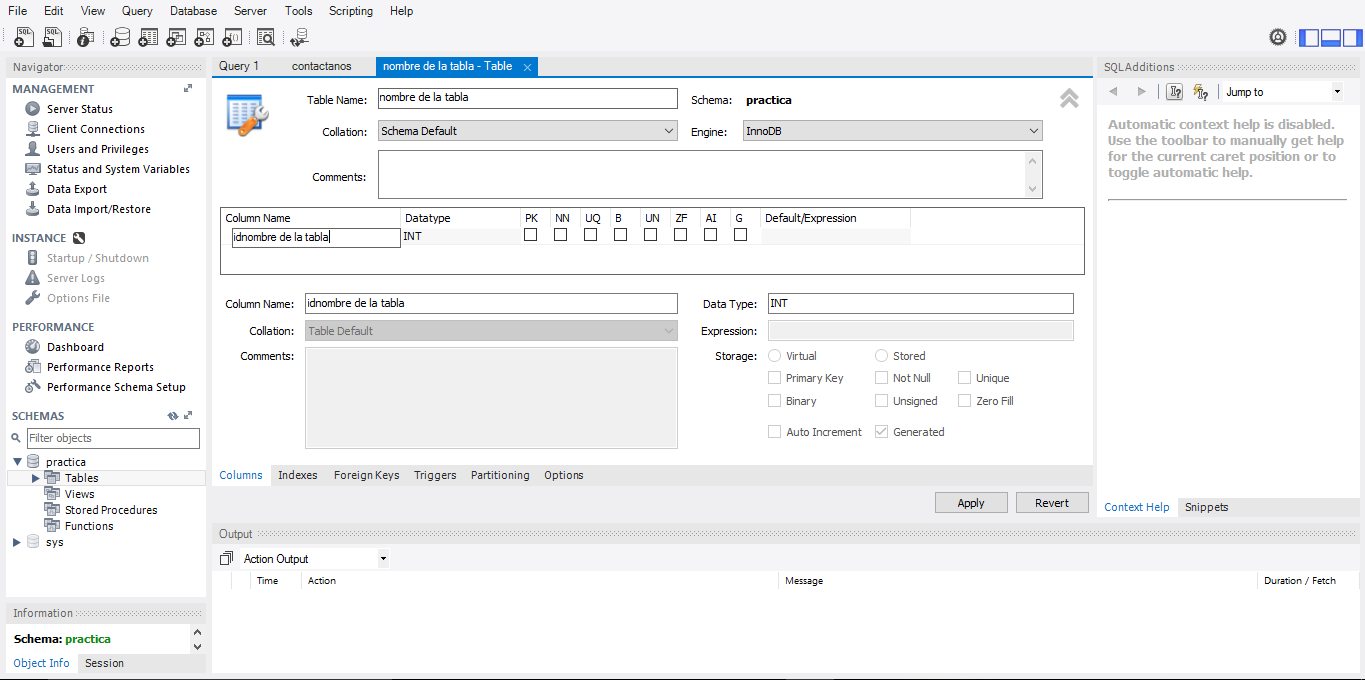 File Edit View Query Database Server Tools Scripting Help
Navigator
MANAGEMENT
Server Status
Client Connections
Users and Privileges
Status and System Variables
Data Export
Data Import/Restore
INSTANCE
Startup / Shutdown
Server Logs
Options File
PERFORMANCE
Dashboard
Performance Reports
Performance Schema Setup
SCHEMAS
Filter objects
practica
Tables
Views
Stored Procedures
Functions
sys
Information
Schema: practica
Object Info Session
Query 1 contactanos nombre de la tabla - Table
Table Name: nombre de la tabla Schema: practica
Collation: Schema Default Engine: InnoDB
Comments:
Column Name Datatype PK NN UQ B UN ZF AI G Default/Expression
idnombre de la tabla INT
Column Name: idnombre de la tabla Data Type: INT
Collation: Table Default Expression:
Comments: Storage: Virtual Stored
Primary Key Not Null Unique
Binary Unsigned Zero Fill
Auto Increment Generated
Columns Indexes Foreign Keys Triggers Partitioning Options
Apply Revert
Output
Action Output
Time Action Message Duration / Fetch
SQLAdditions
Jump to
Automatic context help is disabled.
Use the toolbar to manually get help
for the current caret position or to
toggle automatic help.
Context Help Snippets